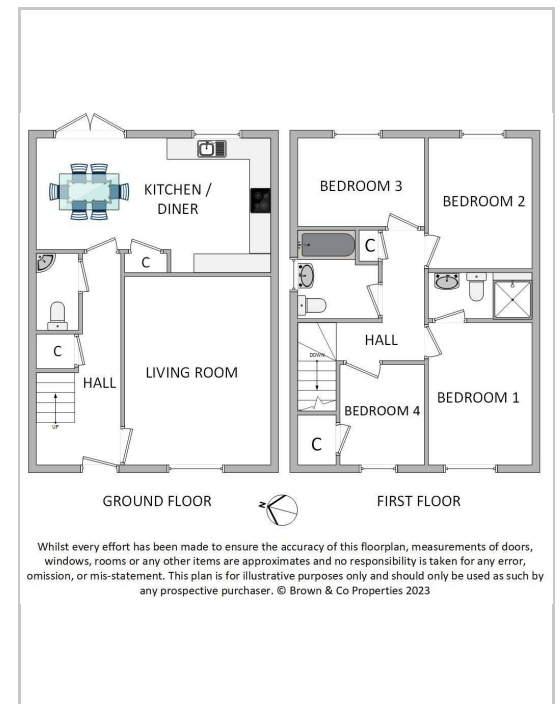 KITCHEN /
DINER
C
C
HALL
UP
LIVING ROOM
GROUND FLOOR
BEDROOM 3
BEDROOM 2
C
HALL
DOWN
BEDROOM 4
BEDROOM 1
C
FIRST FLOOR
N
Whilst every effort has been made to ensure the accuracy of this floorplan, measurements of doors,
windows, rooms or any other items are approximates and no responsibility is taken for any error,
omission, or mis-statement. This plan is for illustrative purposes only and should only be used as such by
any prospective purchaser. © Brown & Co Properties 2023